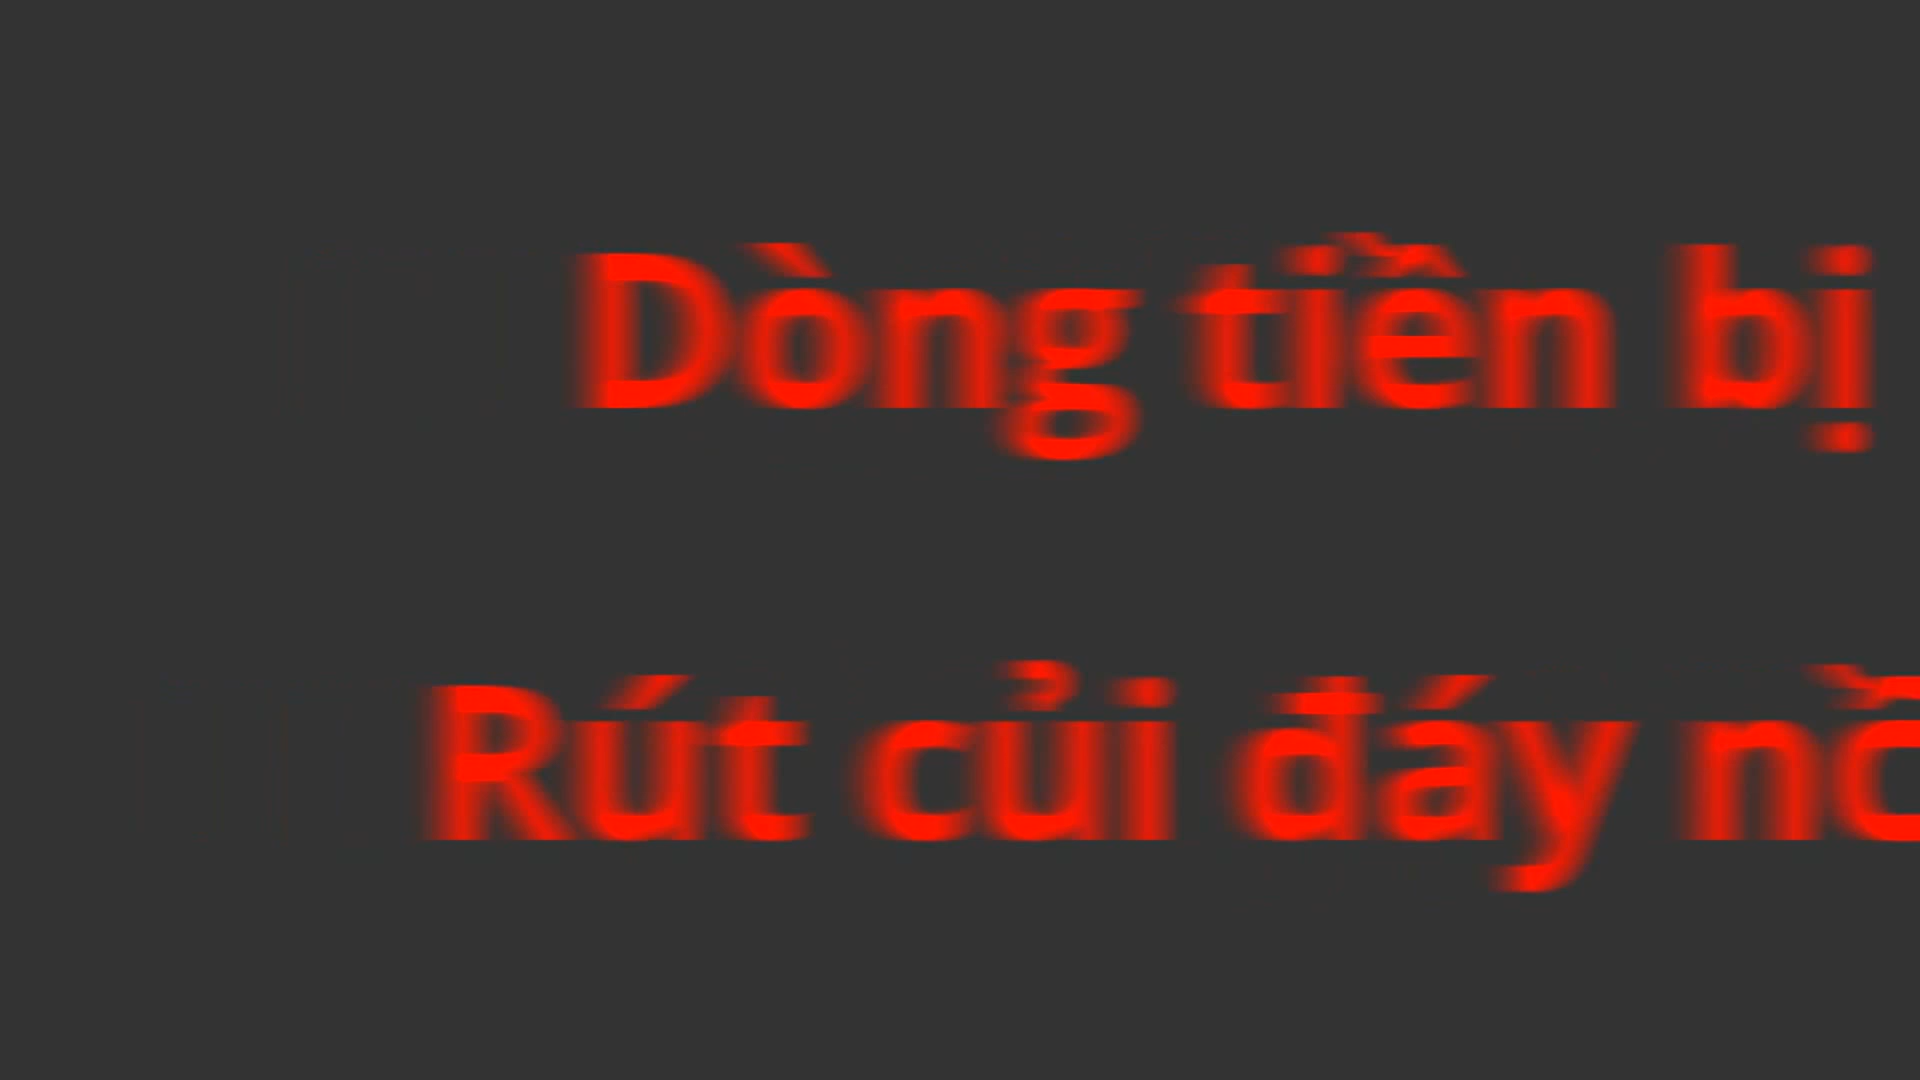 Dòng tiền bị
Rút củi đáy